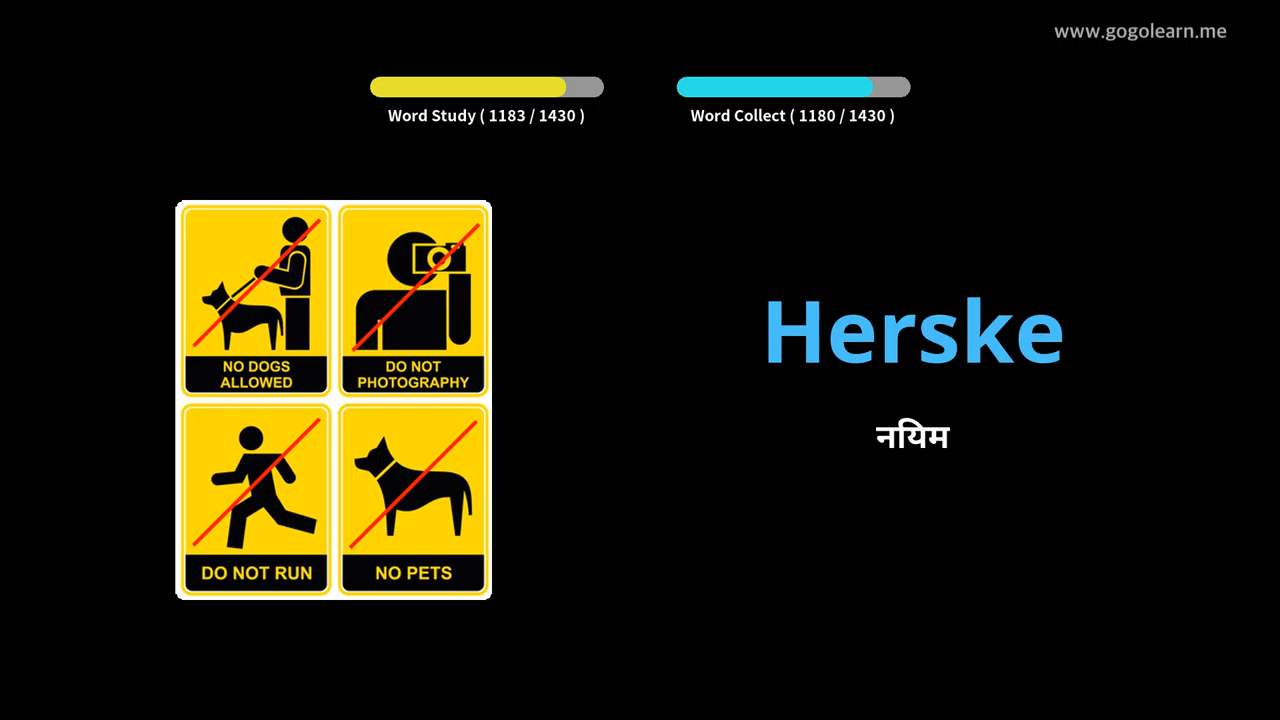 www.gogolearn.me
Word Study ( 1183 / 1430 )
Word Collect ( 1180 / 1430 )
NO DOGS
ALLOWED
DO NOT
PHOTOGRAPHY
DO NOT RUN
NO PETS
Herske
नयिम